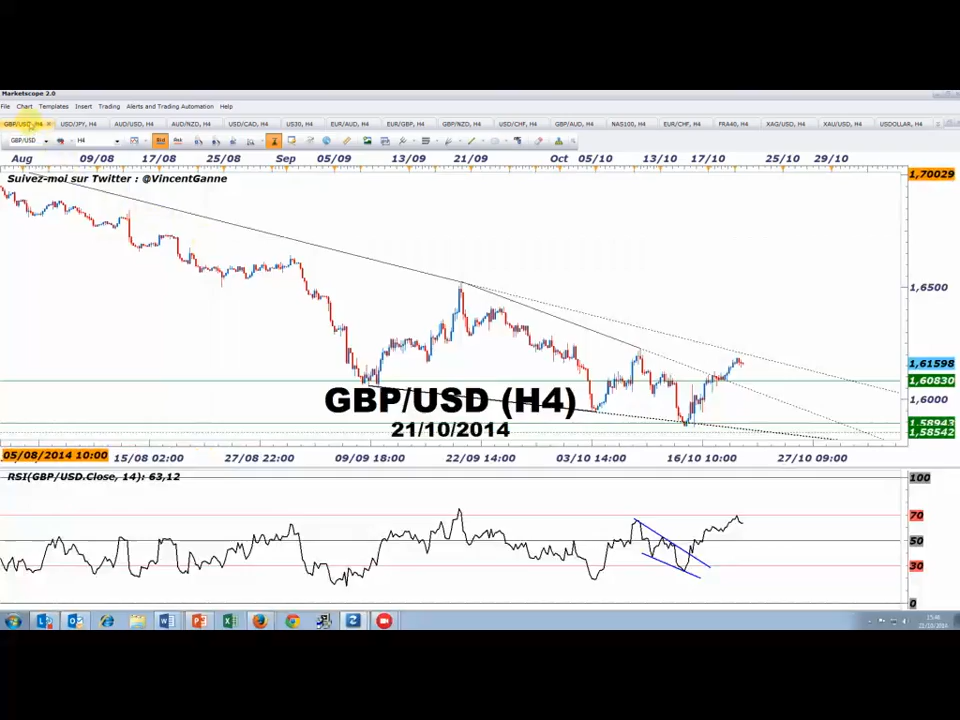 Marketscope 2.0
File Chart Templates Insert Trading Alerts and Trading Automation Help
GBP/USD, H4 USD/JPY, H4 AUD/USD, H4 AUD/NZD, H4 USD/CAD, H4 US30, H4 EUR/AUD, H4 EUR/GBP, H4 GBP/NZD, H4 USD/CHF, H4 GBP/AUD, H4 NAS100, H4 EUR/CHF, H4 FRA40, H4 XAG/USD, H4 XAU/USD, H4 USDOLLAR, H4
GBP/USD H4
Aug 09/08 17/08 25/08 Sep 05/09 13/09 21/09 Oct 05/10 13/10 17/10 25/10 29/10
Suivez-moi sur Twitter : @VincentGanne
1,70029
1,6500
1,61598
1,60830
1,6000
1,58943
1,58542
GBP/USD (H4)
21/10/2014
05/08/2014 10:00 15/08 02:00 27/08 22:00 09/09 18:00 22/09 14:00 3/10 14:00 16/10 10:00 27/10 09:00
RSI(GBP/USD.Close, 14): 63,12
100
70
50
30
0
21/10/2014